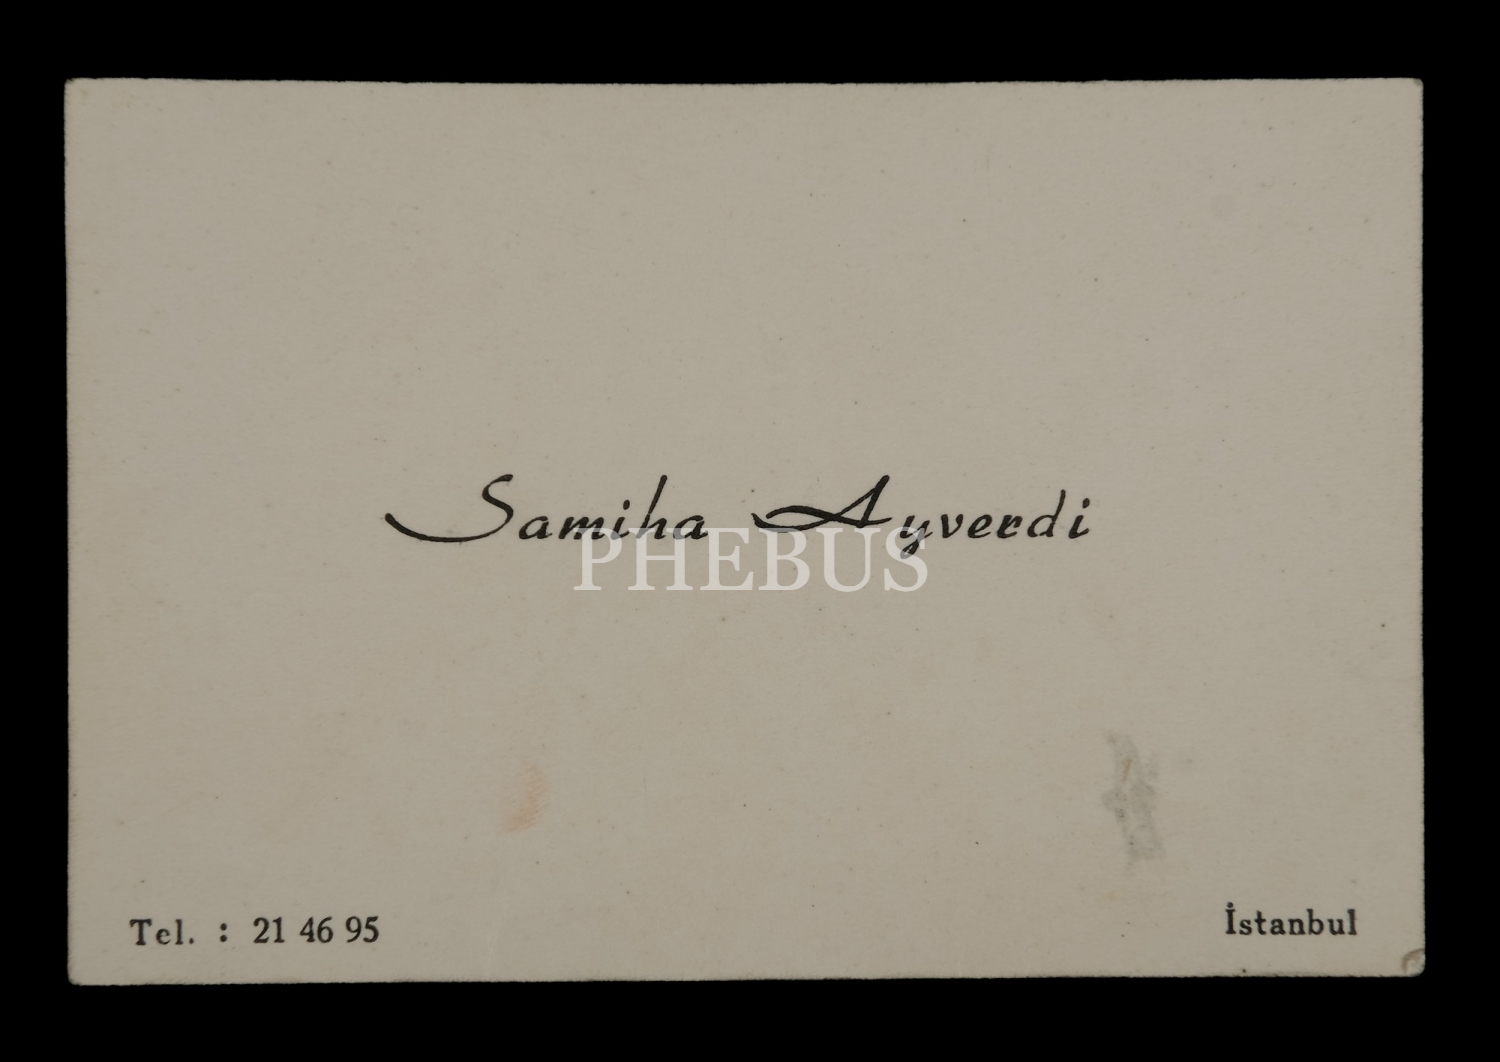 Samiha Ayverdi
PHEBUS
Tel. : 21 46 95
İstanbul